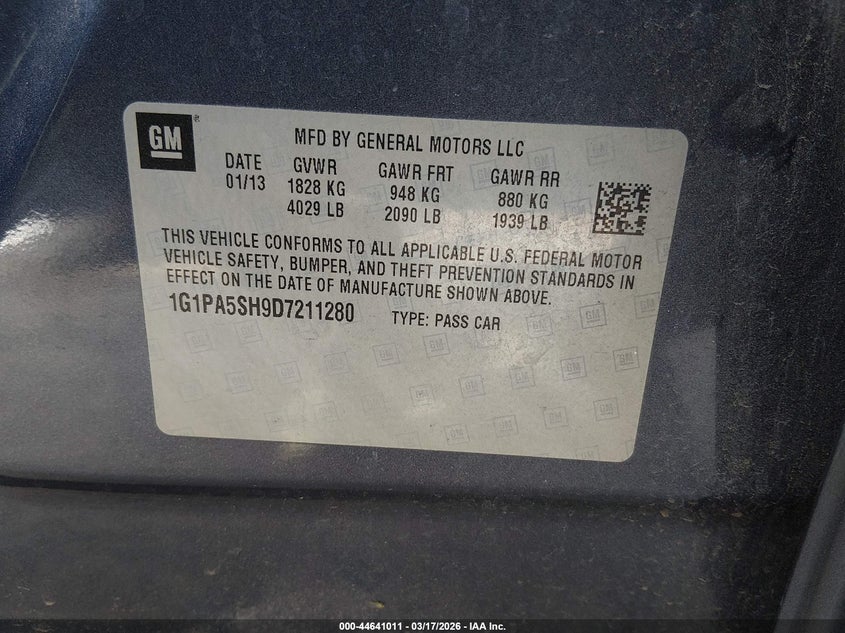 GM
MFD BY GENERAL MOTORS LLC
DATE GVWR GAWR FRT GAWR RR
01/13 1828 KG 948 KG 880 KG
4029 LB 2090 LB 1939 LB
THIS VEHICLE CONFORMS TO ALL APPLICABLE U.S. FEDERAL MOTOR
VEHICLE SAFETY, BUMPER, AND THEFT PREVENTION STANDARDS IN
EFFECT ON THE DATE OF MANUFACTURE SHOWN ABOVE.
1G1PA5SH9D7211280 TYPE: PASS CAR
000-44641011 - 03/17/2026 - IAA Inc.